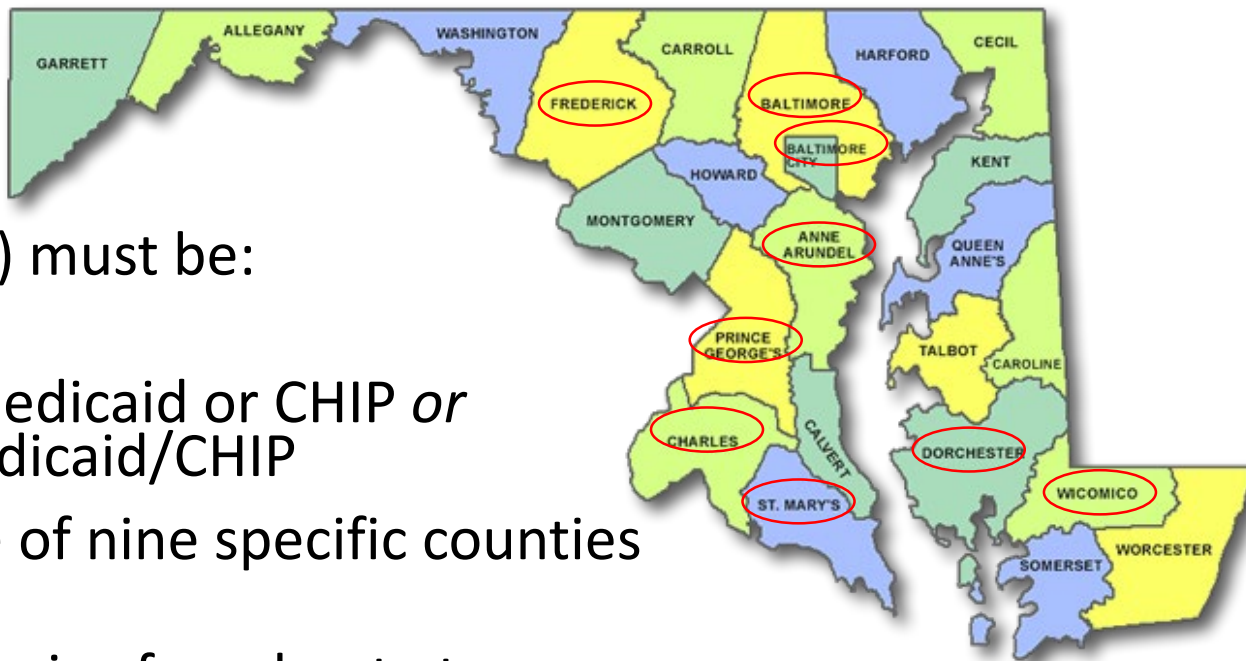 GARRETT
ALLEGANY
WASHINGTON
FREDERICK
CARROLL
BALTIMORE
HARFORD
CECIL
BALTIMORE
CITY
KENT
HOWARD
MONTGOMERY
ANNE
ARUNDEL
QUEEN
ANNE'S
) must be:
PRINCE
GEORGE'S
TALBOT
CAROLINE
edicaid or CHIP or
dicaid/CHIP
CHARLES
CALVERT
DORCHESTER
ST. MARY'S
WICOMICO
of nine specific counties
SOMERSET
WORCESTER